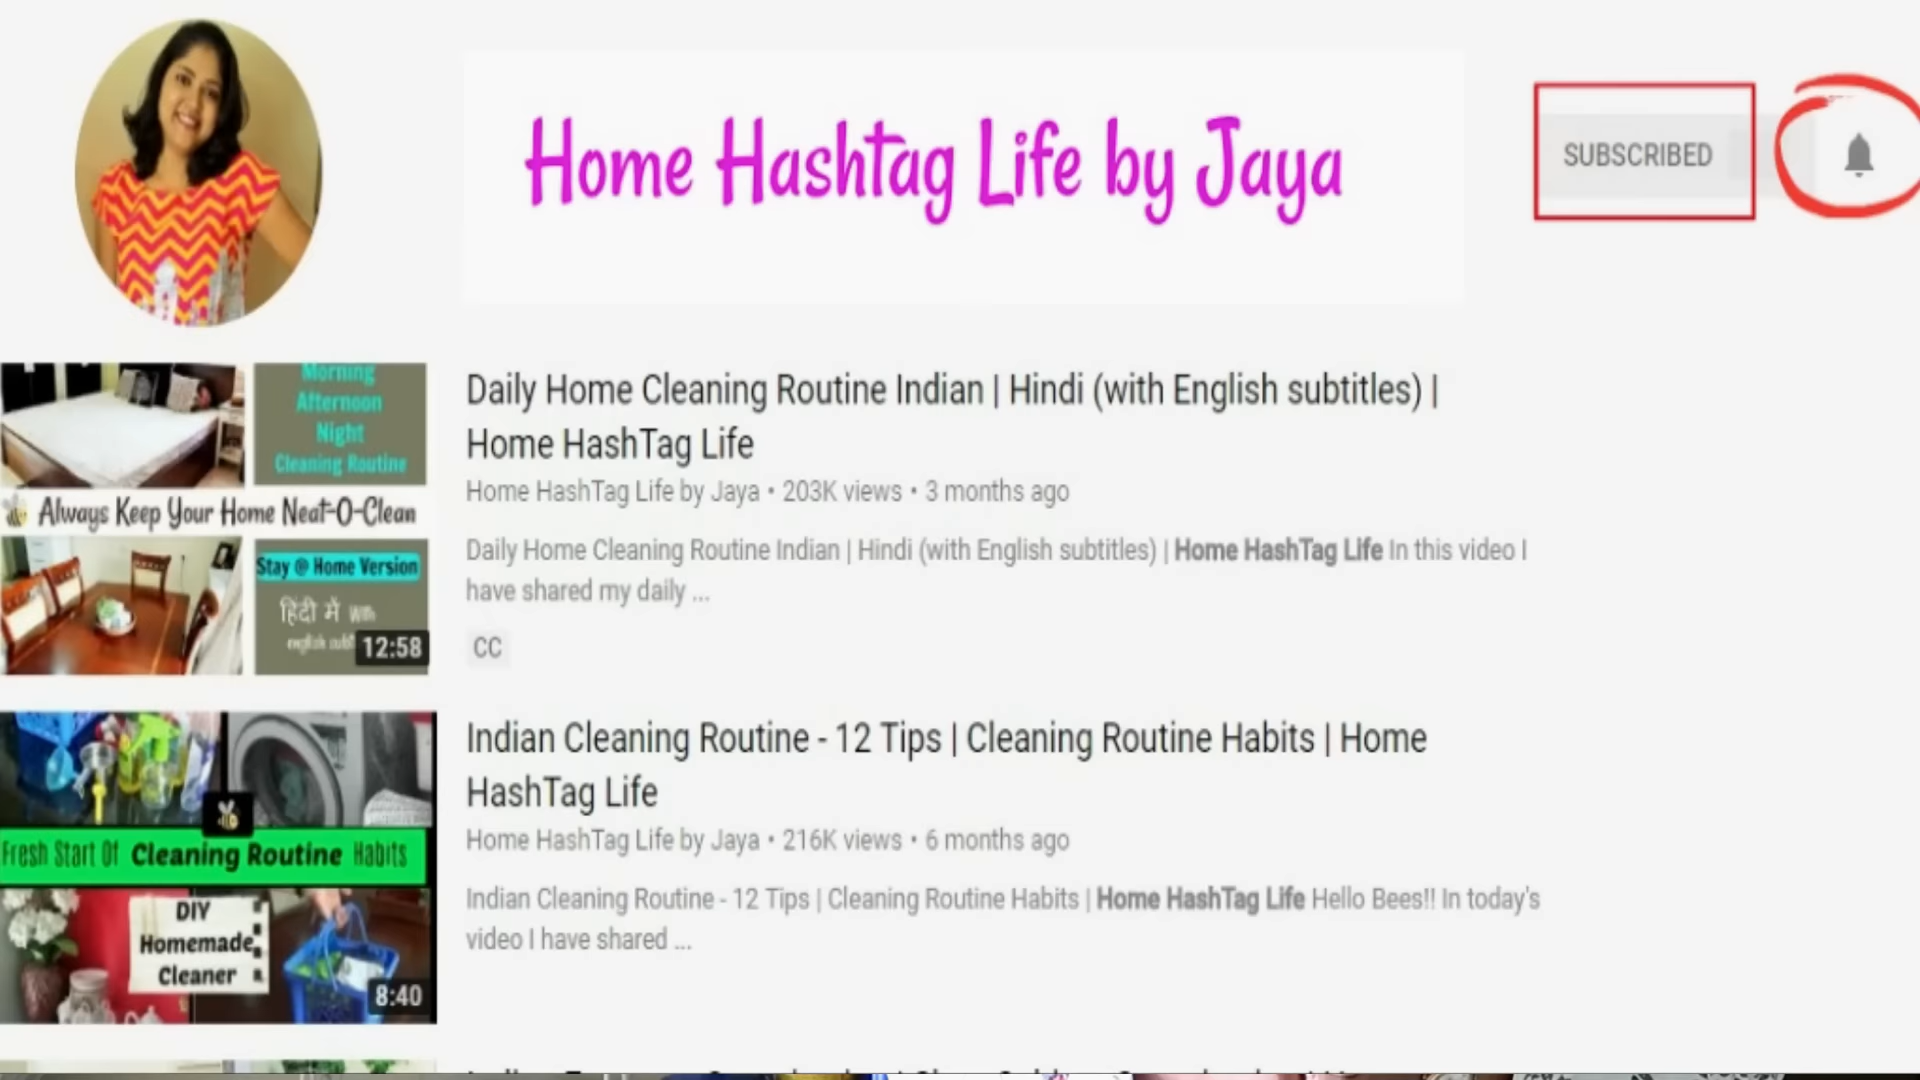 Home Hashtag Life by Jaya
SUBSCRIBED
Morning
Afternoon
Night
Cleaning Routine
Always Keep Your Home Neat-O-Clean
Stay @ Home Version
हिंदी में with
english
12:58
Daily Home Cleaning Routine Indian | Hindi (with English subtitles) |
Home HashTag Life
Home HashTag Life by Jaya • 203K views • 3 months ago
Daily Home Cleaning Routine Indian | Hindi (with English subtitles) | Home HashTag Life In this video I
have shared my daily ...
CC
Fresh Start Of Cleaning Routine Habits
DIY
Homemade
Cleaner
8:40
Indian Cleaning Routine - 12 Tips | Cleaning Routine Habits | Home
HashTag Life
Home HashTag Life by Jaya • 216K views • 6 months ago
Indian Cleaning Routine - 12 Tips | Cleaning Routine Habits | Home HashTag Life Hello Bees!! In today's
video I have shared ...